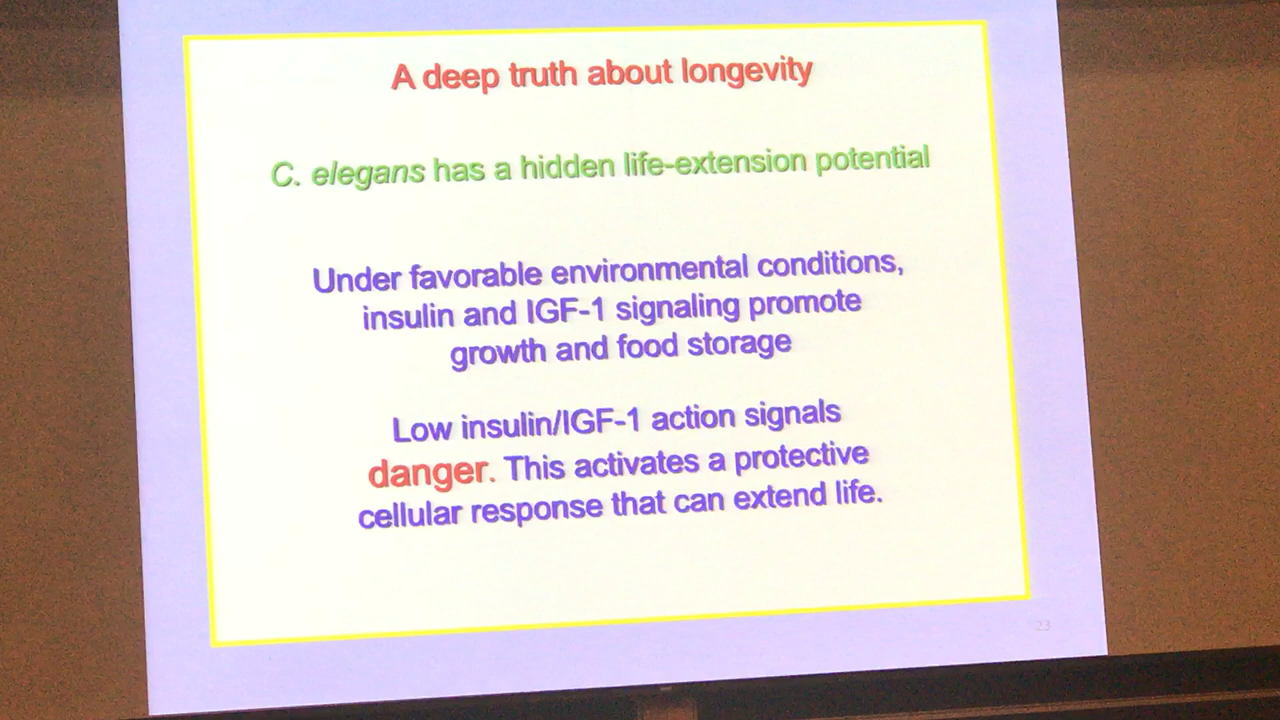 A deep truth about longevity
C. elegans has a hidden life-extension potential
Under favorable environmental conditions,
insulin and IGF-1 signaling promote
growth and food storage
Low insulin/IGF-1 action signals
danger. This activates a protective
cellular response that can extend life.
23